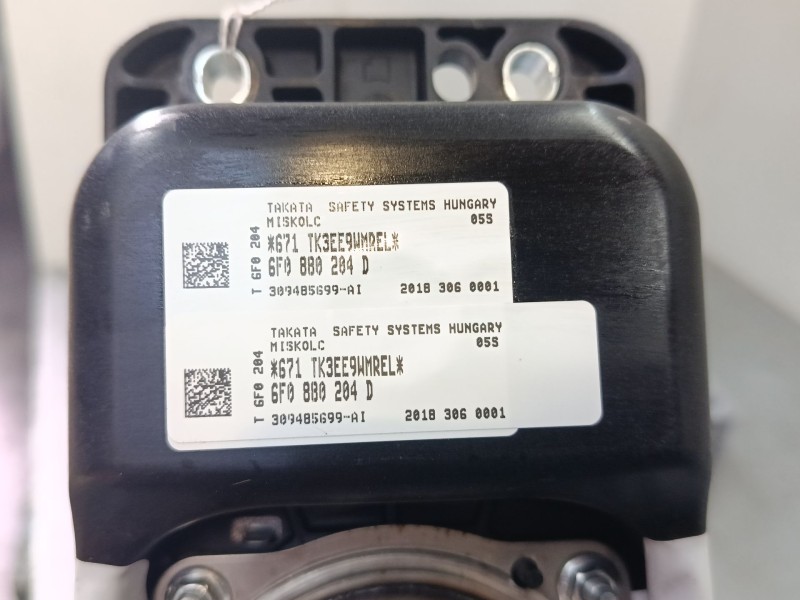 TAKATA SAFETY SYSTEMS HUNGARY
MISKOLC 05S
*671 TK3EE9WMREL*
6F0 880 204 D
309485699-AI 2018 306 0001
T 6F0 204
TAKATA SAFETY SYSTEMS HUNGARY
MISKOLC 05S
*671 TK3EE9WMREL*
6F0 880 204 D
309485699-AI 2018 306 0001
T 6F0 204